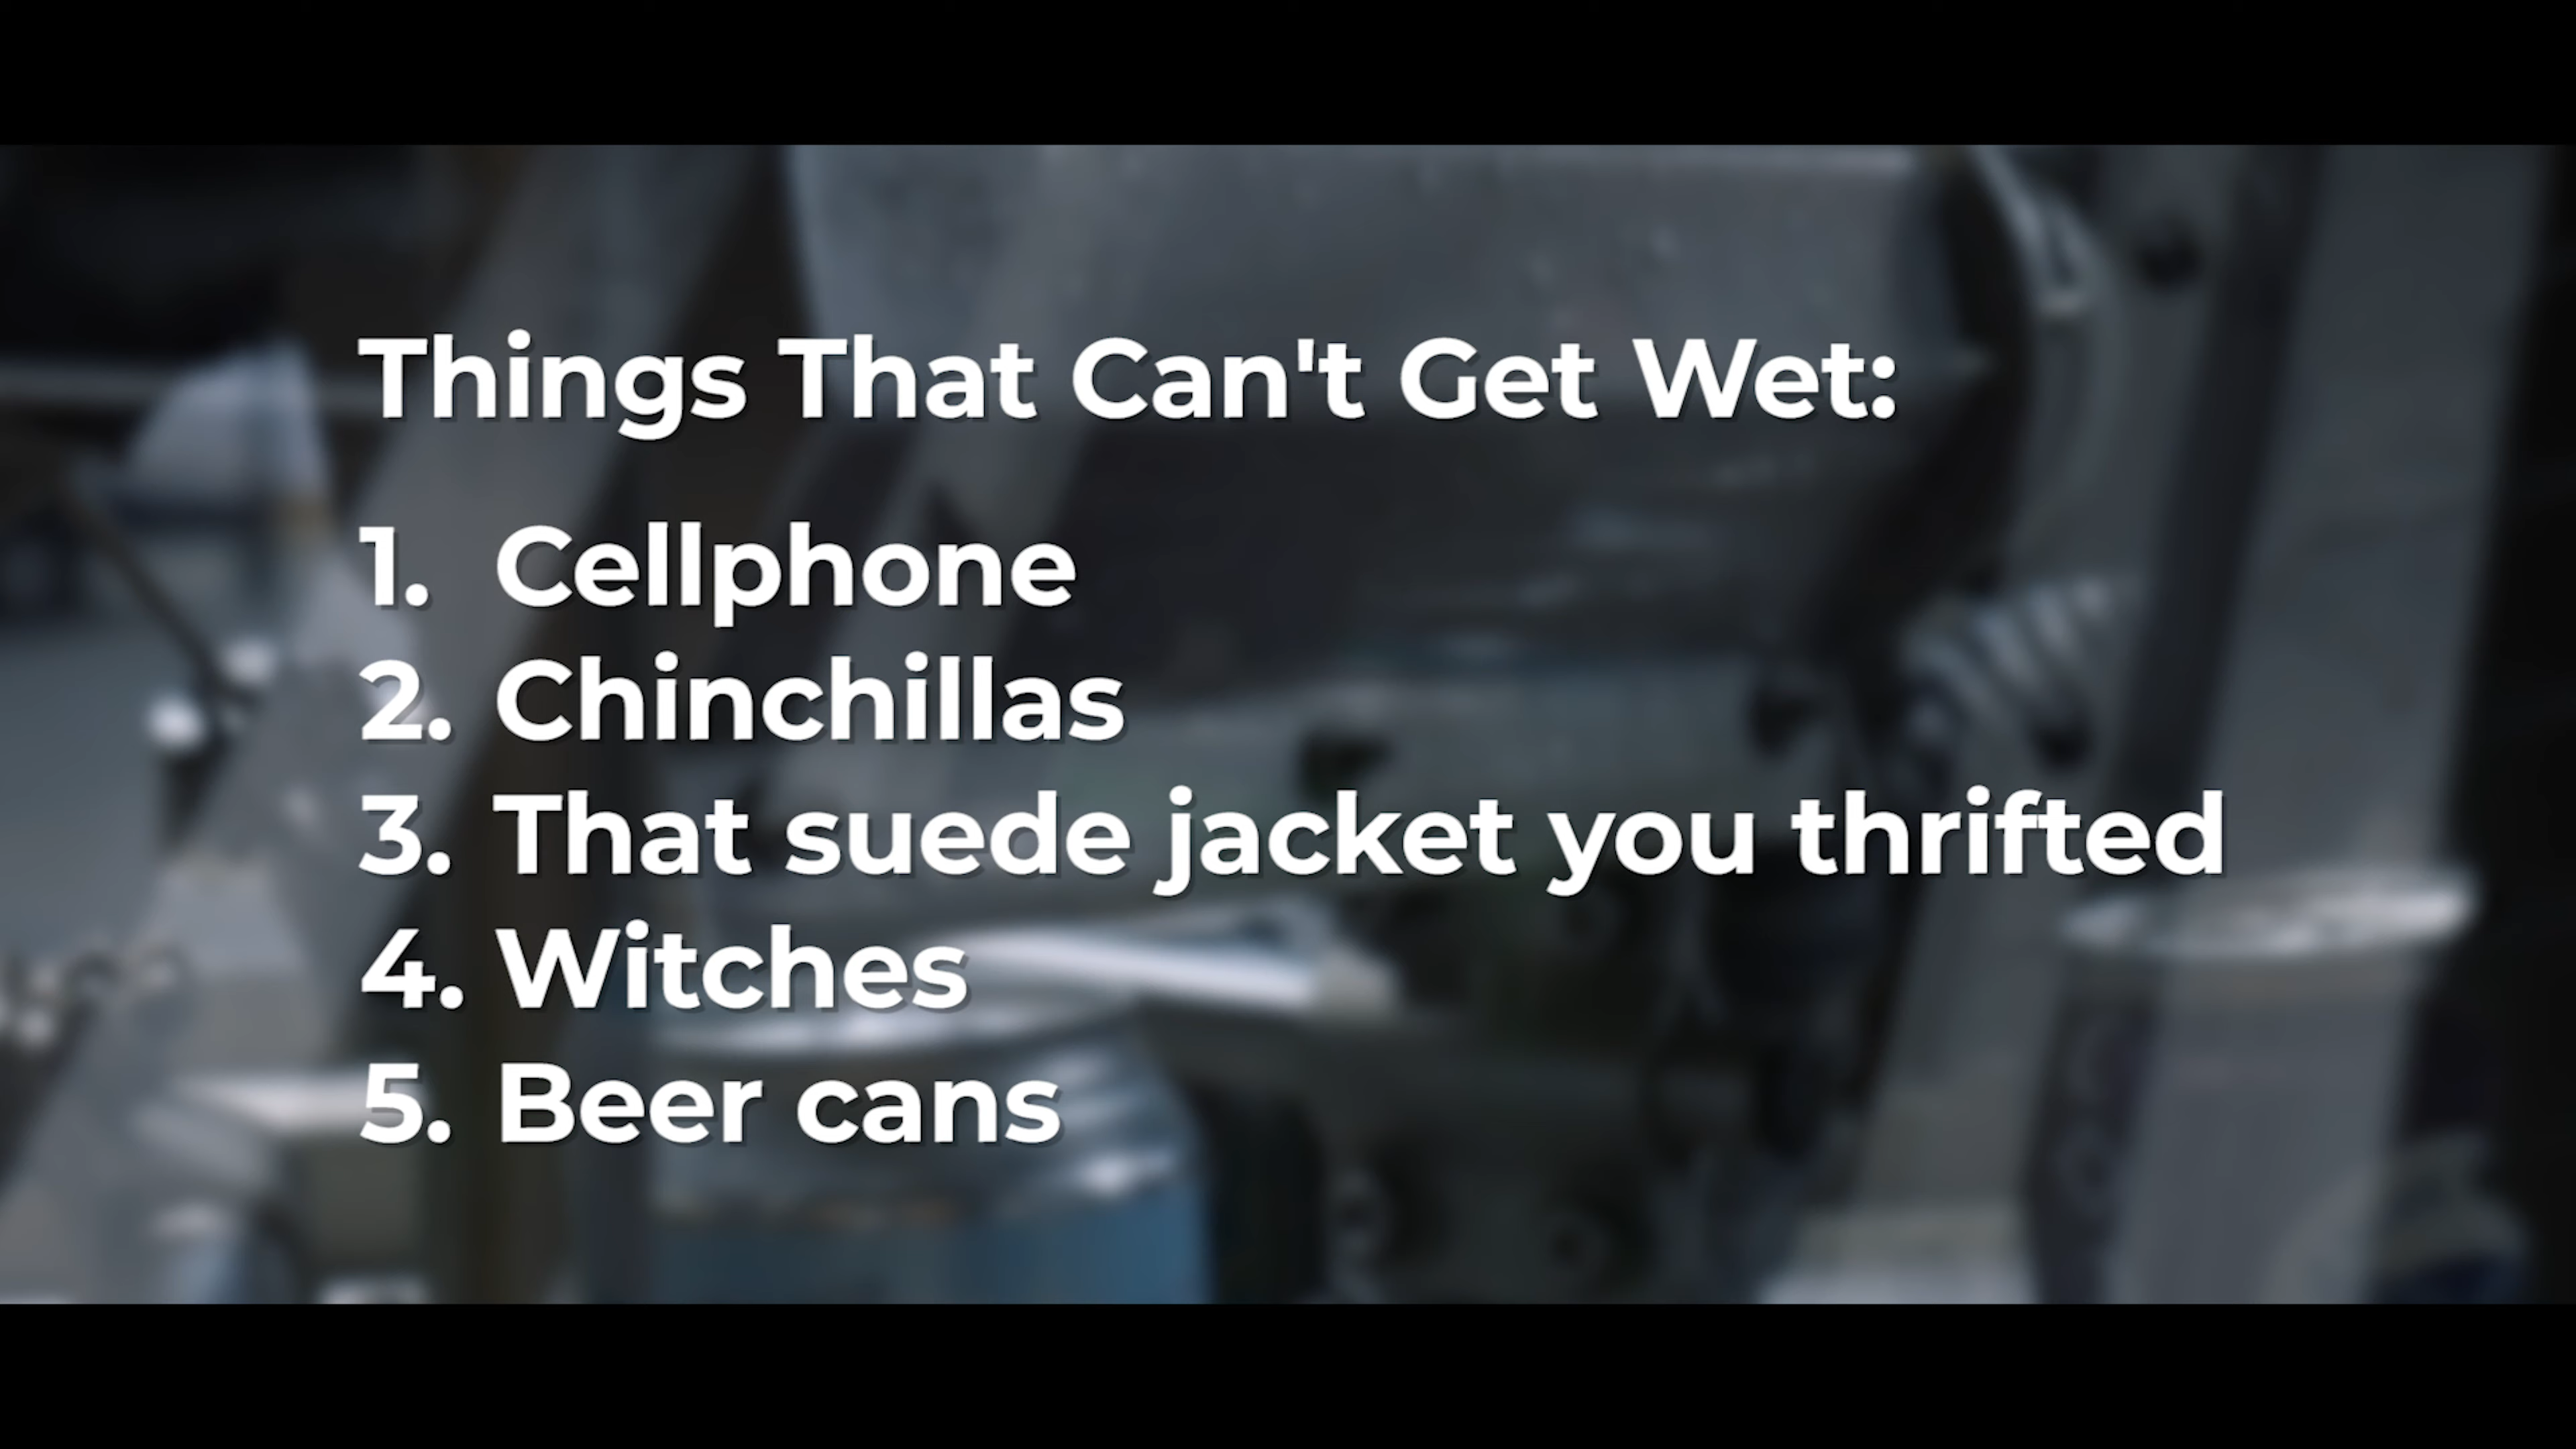 Things That Can't Get Wet:
1. Cellphone
2. Chinchillas
3. That suede jacket you thrifted
4. Witches
5. Beer cans